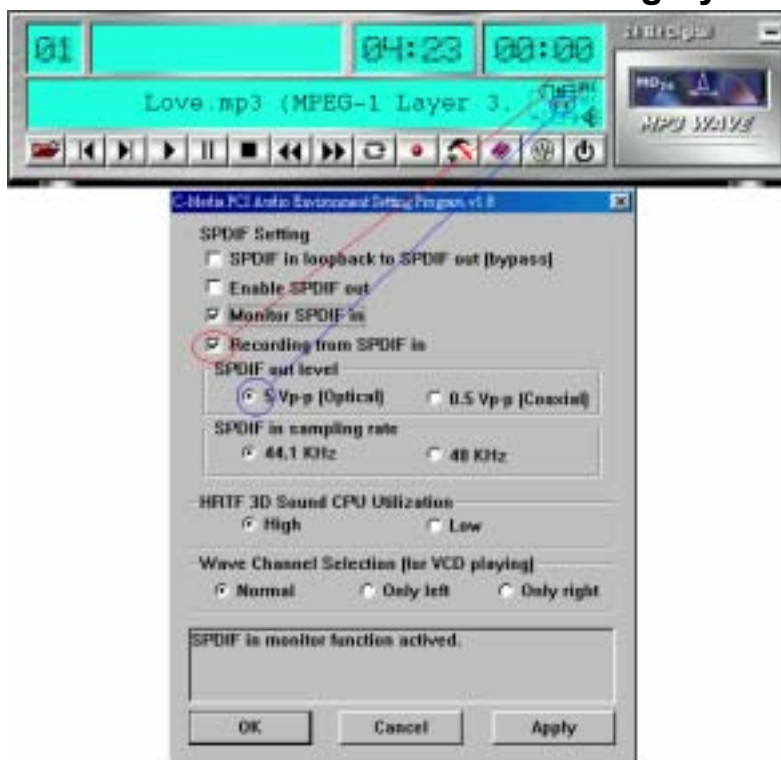 01 04:23 00:00
Love.mp3 (MPEG-1 Layer 3.
MP3 WAVE
C-Media PCI Audio Environment Setting Program v1.8
SPDIF Setting
SPDIF in loopback to SPDIF out (bypass)
Enable SPDIF out
Monitor SPDIF in
Recording from SPDIF in
SPDIF out level
5 Vp-p (Optical) 0.5 Vp-p (Coaxial)
SPDIF in sampling rate
44.1 KHz 48 KHz
HRTF 3D Sound CPU Utilization
High Low
Wave Channel Selection (for VCD playing)
Normal Only left Only right
SPDIF in monitor function actived.
OK Cancel Apply